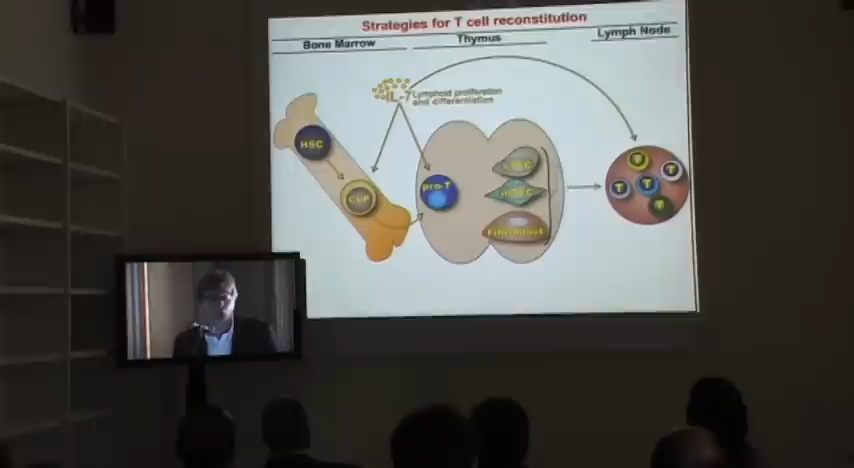 Strategies for T cell reconstitution
Bone Marrow
Thymus
Lymph Node
IL-7 Lymphoid proliferation
and differentiation
HSC
CLP
pro-T
Fibroblast
T
T
T
T
T